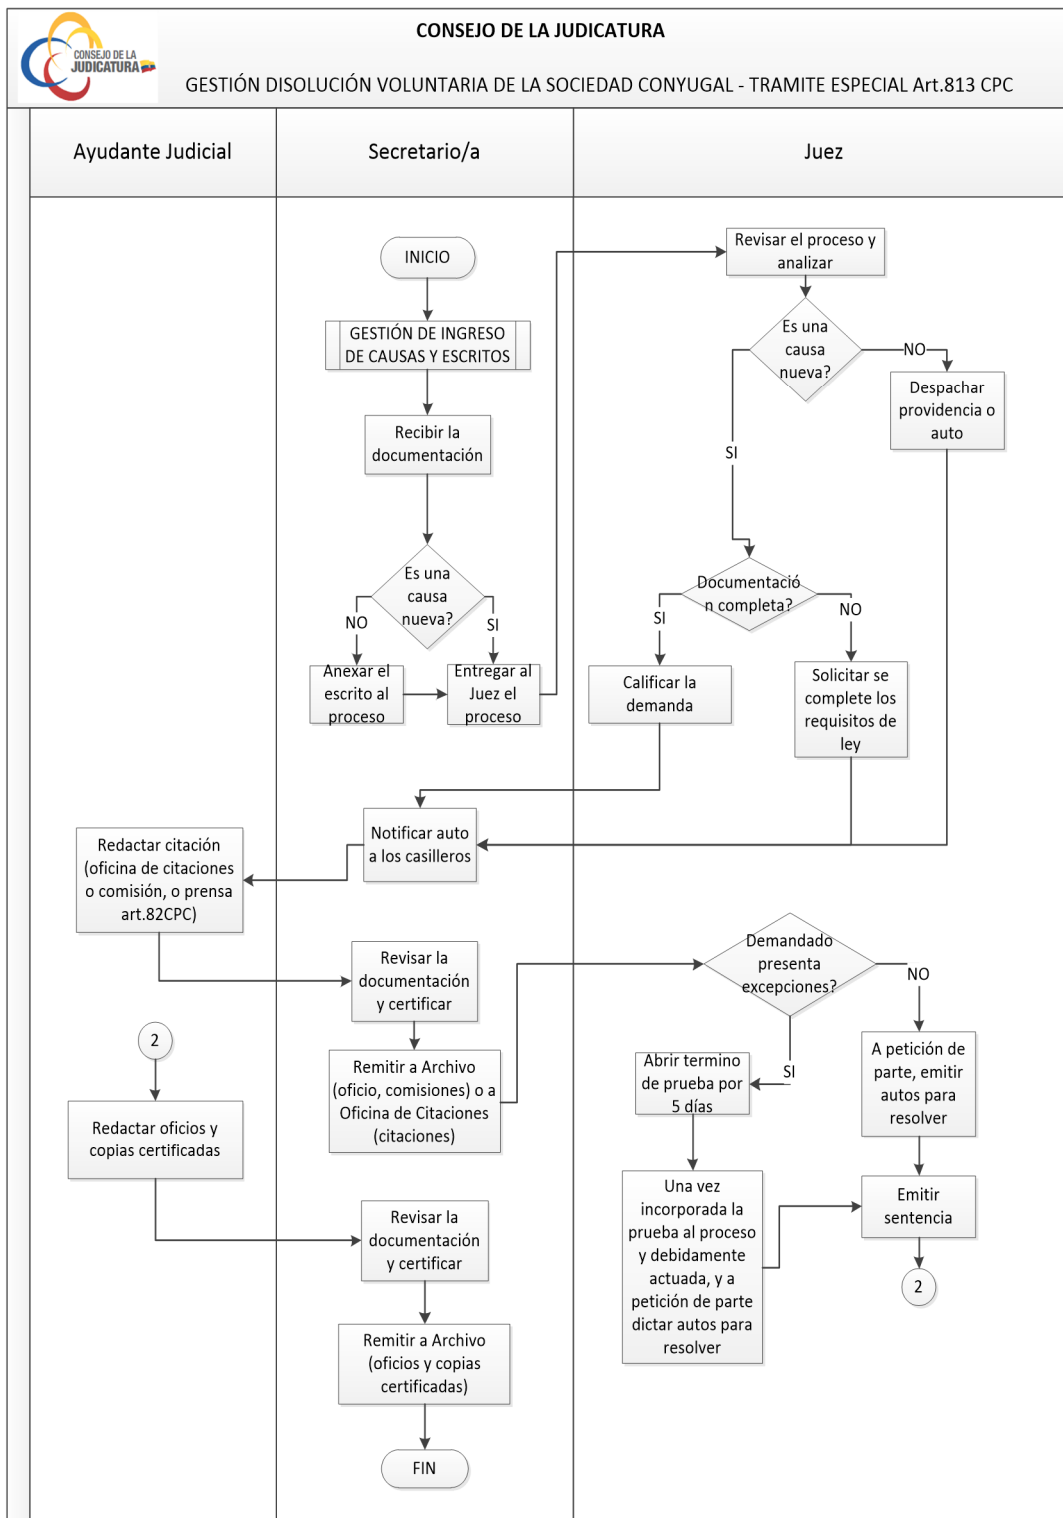 CONSEJO DE LA JUDICATURA
CONSEJO DE LA
JUDICATURA
GESTIÓN DISOLUCIÓN VOLUNTARIA DE LA SOCIEDAD CONYUGAL - TRAMITE ESPECIAL Art.813 CPC
Ayudante Judicial
Secretario/a
Juez
INICIO
GESTIÓN DE INGRESO
DE CAUSAS Y ESCRITOS
Recibir la
documentación
Es una
causa
nueva?
NO
SI
Anexar el
escrito al
proceso
Entregar al
Juez el
proceso
Revisar el proceso y
analizar
Es una
causa
nueva?
NO
SI
Despachar
providencia o
auto
Documentació
n completa?
SI
NO
Calificar la
demanda
Solicitar se
complete los
requisitos de
ley
Notificar auto
a los casilleros
Redactar citación
(oficina de citaciones
o comisión, o prensa
art.82CPC)
Revisar la
documentación
y certificar
Remitir a Archivo
(oficio, comisiones) o a
Oficina de Citaciones
(citaciones)
Demandado
presenta
excepciones?
NO
SI
Abrir termino
de prueba por
5 días
A petición de
parte, emitir
autos para
resolver
Una vez
incorporada la
prueba al proceso
y debidamente
actuada, y a
petición de parte
dictar autos para
resolver
Emitir
sentencia
2
2
Redactar oficios y
copias certificadas
Revisar la
documentación
y certificar
Remitir a Archivo
(oficios y copias
certificadas)
FIN